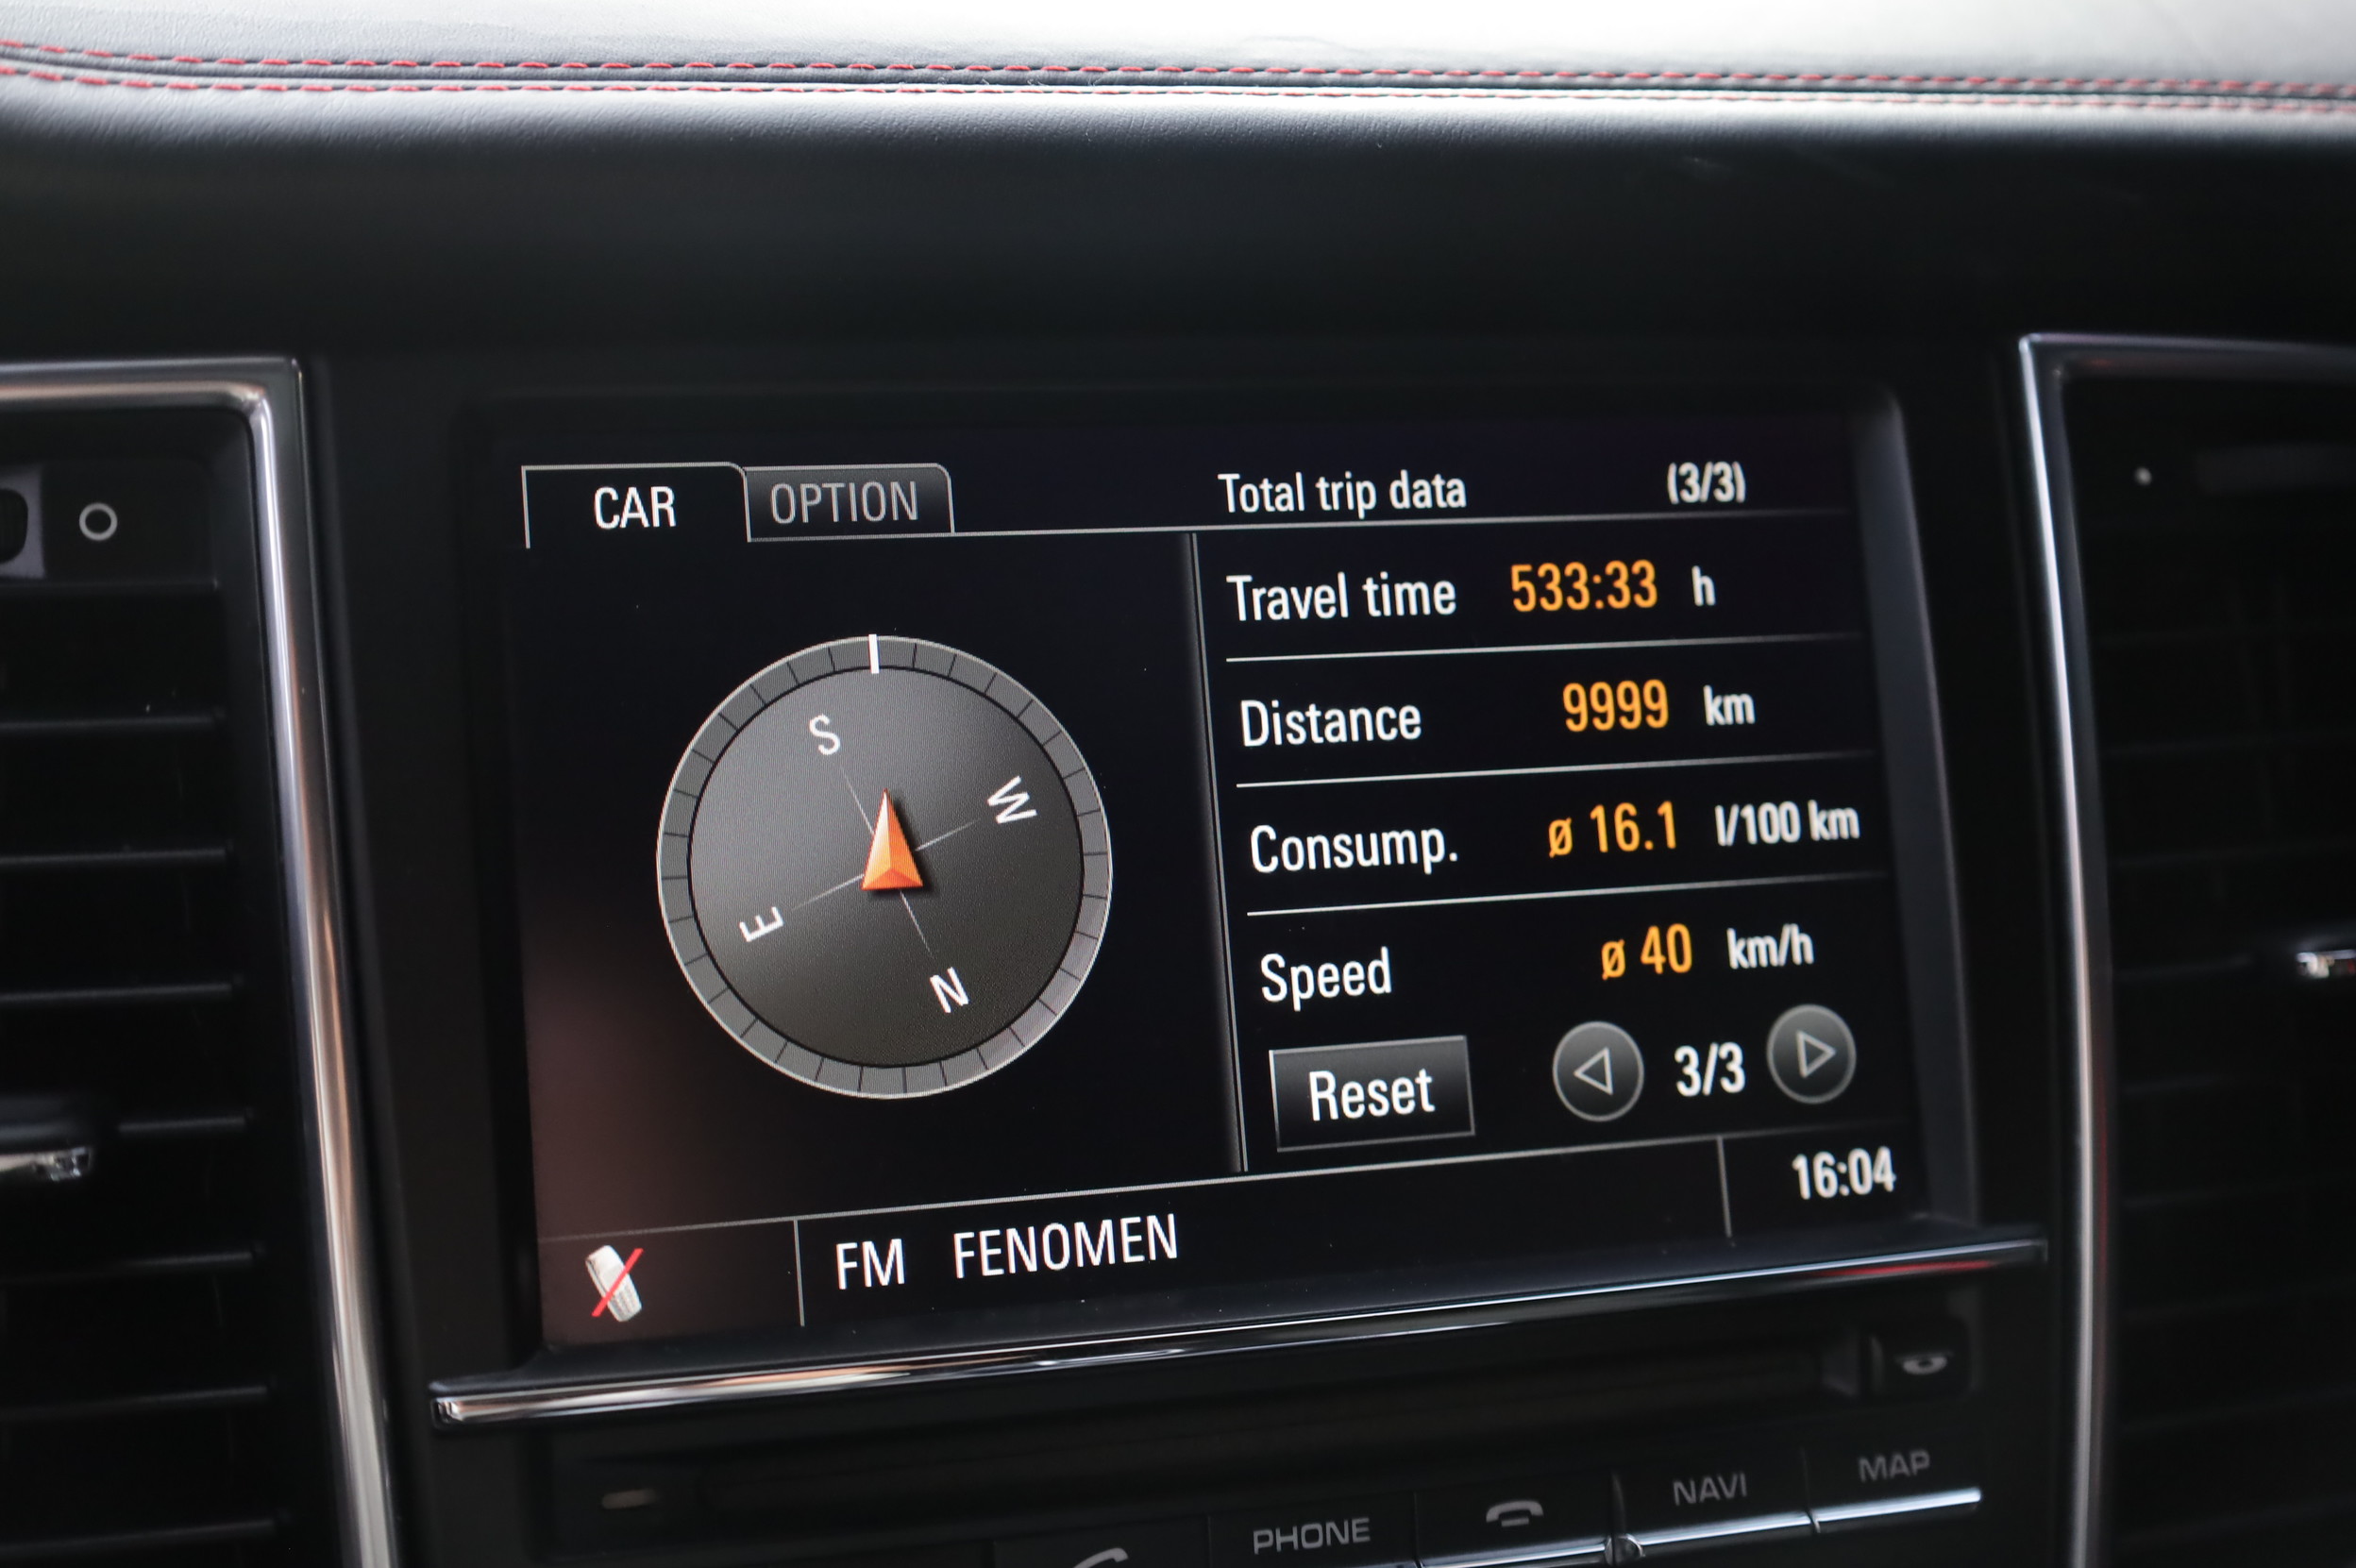 CAR OPTION Total trip data (3/3)
Travel time 533:33 h
Distance 9999 km
Consump. ø 16.1 l/100 km
Speed ø 40 km/h
S
W
E
N
Reset 3/3
16:04
FM FENOMEN
PHONE NAVI MAP